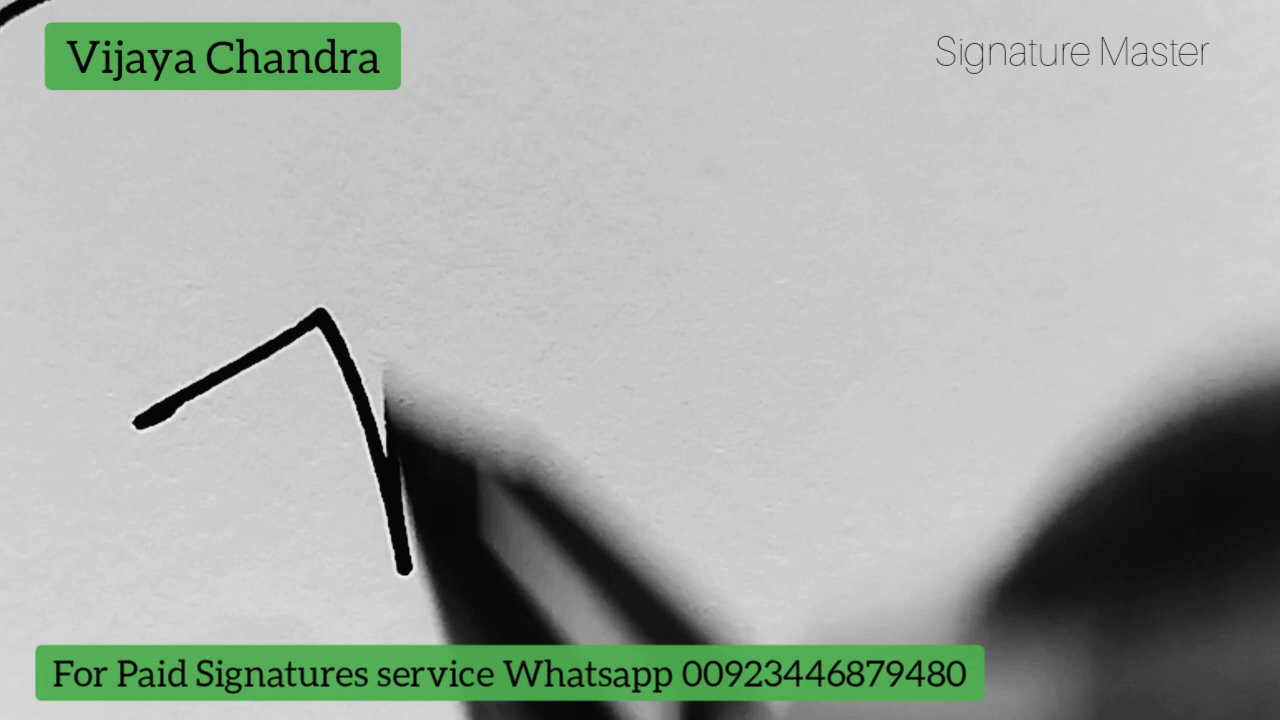 Vijaya Chandra
Signature Master
For Paid Signatures service Whatsapp 00923446879480